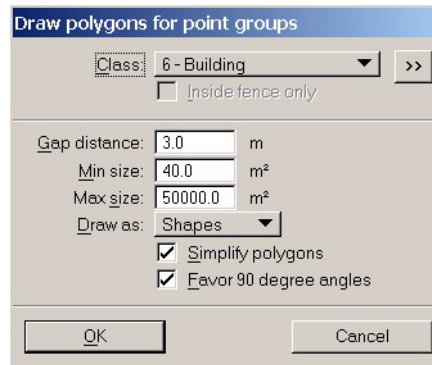 Draw polygons for point groups
Class: 6 - Building >>
Inside fence only
Gap distance: 3.0 m
Min size: 40.0 m²
Max size: 50000.0 m²
Draw as: Shapes
Simplify polygons
Favor 90 degree angles
OK Cancel